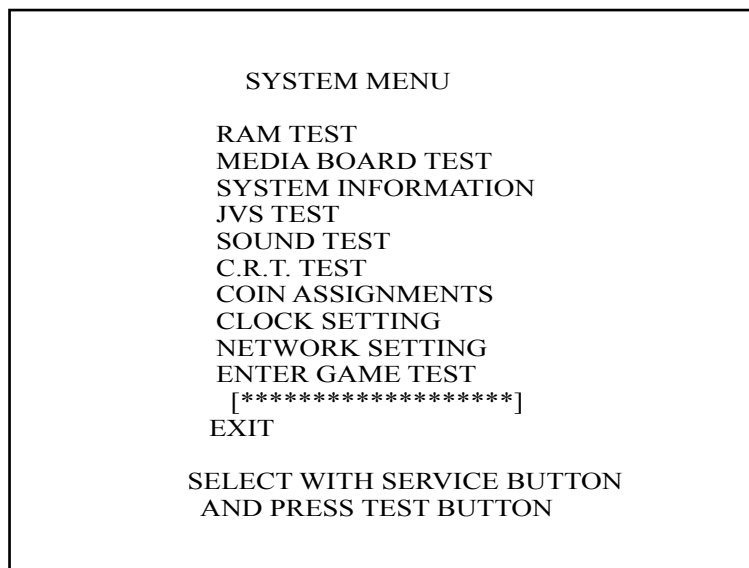 SYSTEM MENU
RAM TEST
MEDIA BOARD TEST
SYSTEM INFORMATION
JVS TEST
SOUND TEST
C.R.T. TEST
COIN ASSIGNMENTS
CLOCK SETTING
NETWORK SETTING
ENTER GAME TEST
[*******************]
EXIT
SELECT WITH SERVICE BUTTON
AND PRESS TEST BUTTON